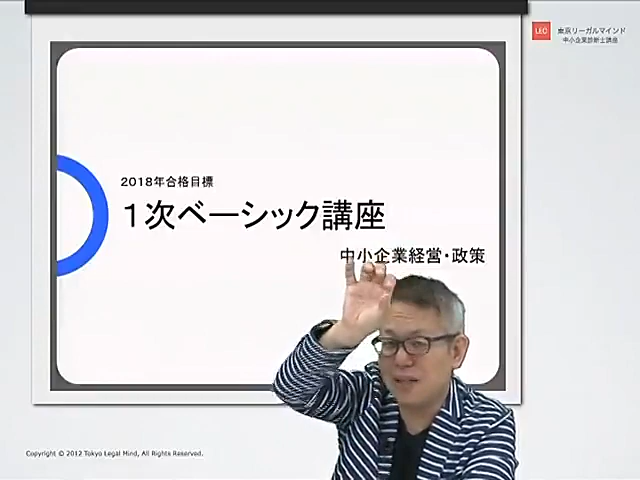 LEC 東京リーガルマインド
中小企業診断士講座
2018年合格目標
1次ベーシック講座
中小企業経営・政策
Copyright © 2012 Tokyo Legal Mind, All Rights Reserved.